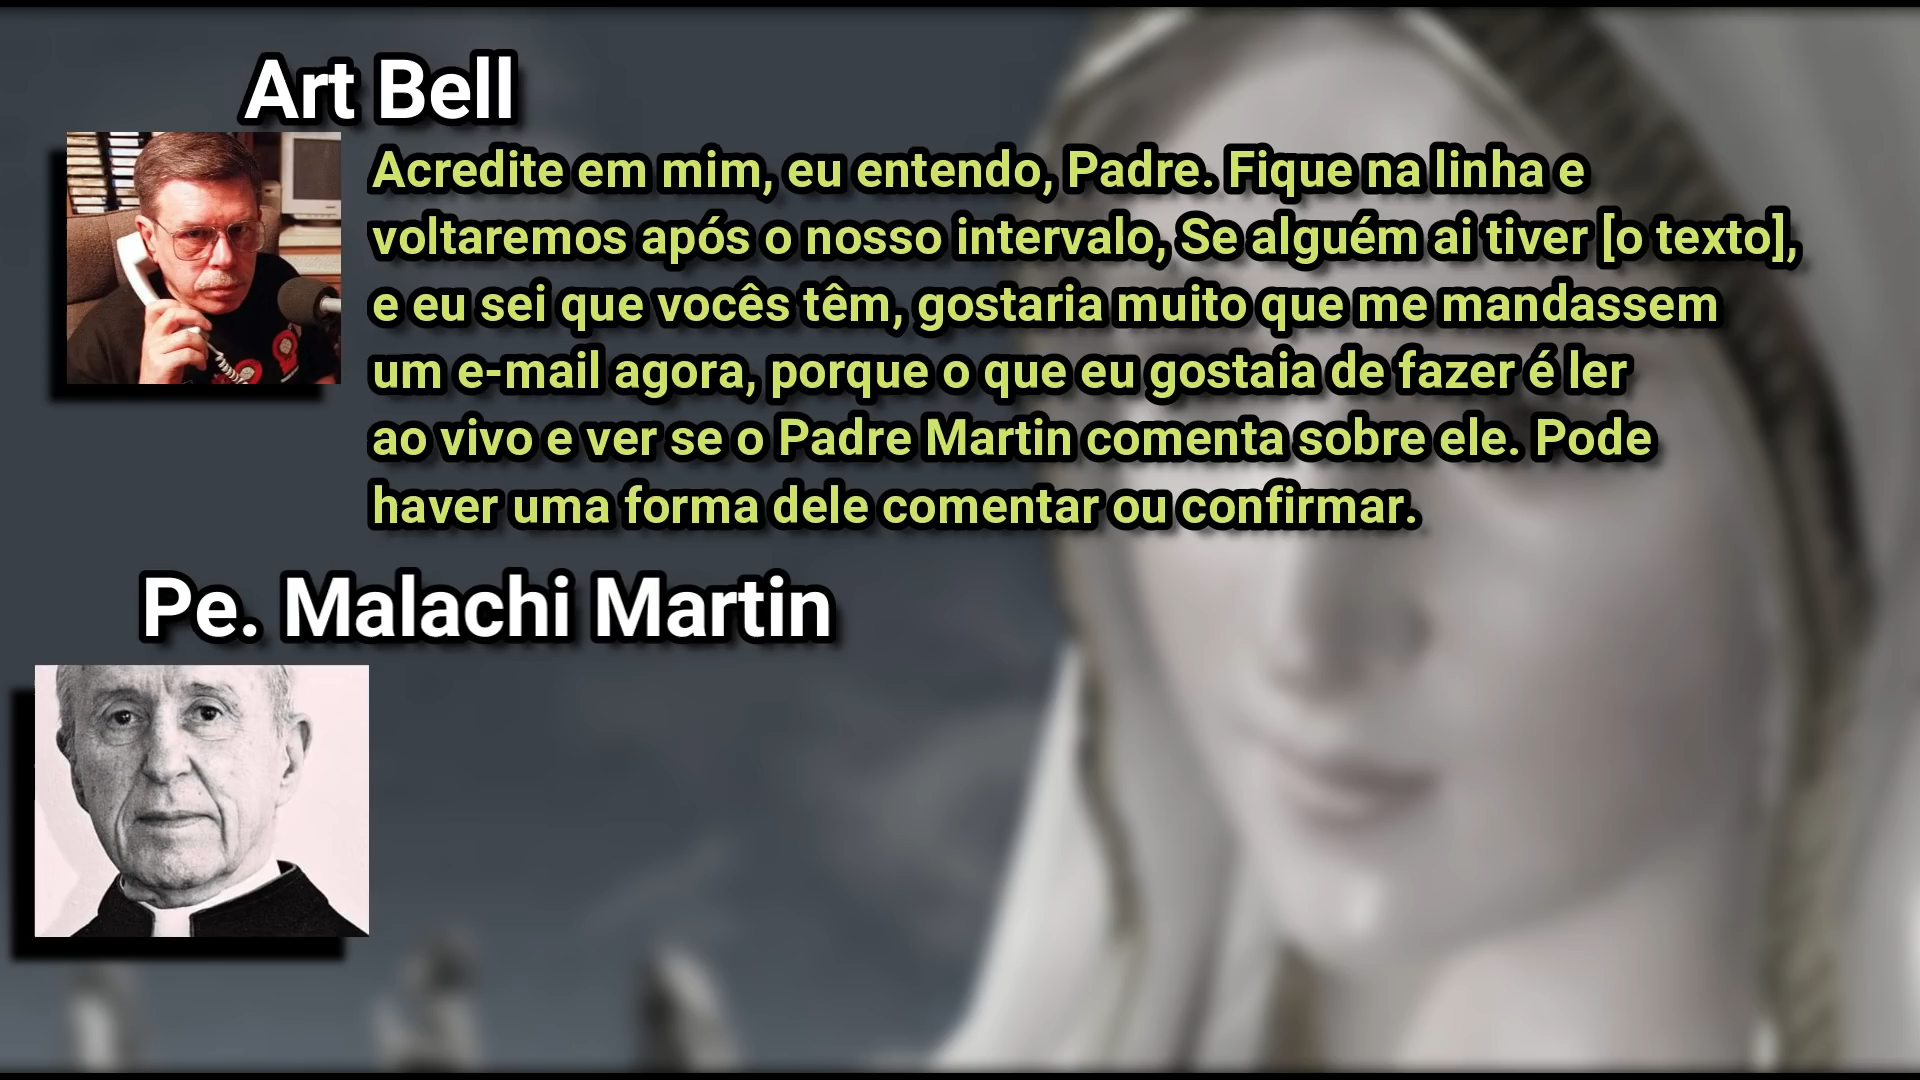 Art Bell
Acredite em mim, eu entendo, Padre. Fique na linha e
voltaremos após o nosso intervalo, Se alguém ai tiver [o texto],
e eu sei que vocês têm, gostaria muito que me mandassem
um e-mail agora, porque o que eu gostaia de fazer é ler
ao vivo e ver se o Padre Martin comenta sobre ele. Pode
haver uma forma dele comentar ou confirmar.
Pe. Malachi Martin